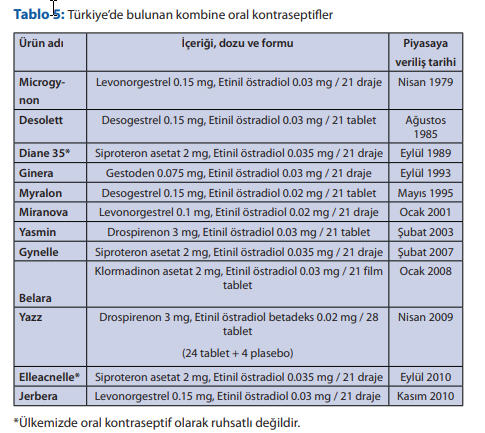 Tablo 5: Türkiye’de bulunan kombine oral kontraseptifler
Ürün adı İçeriği, dozu ve formu Piyasaya
veriliş tarihi
Microgy-
non Levonorgestrel 0.15 mg, Etinil östradiol 0.03 mg / 21 draje Nisan 1979
Desolett Desogestrel 0.15 mg, Etinil östradiol 0.03 mg / 21 tablet Ağustos
1985
Diane 35* Siproteron asetat 2 mg, Etinil östradiol 0.035 mg / 21 draje Eylül 1989
Ginera Gestoden 0.075 mg, Etinil östradiol 0.03 mg / 21 draje Eylül 1993
Myralon Desogestrel 0.15 mg, Etinil östradiol 0.02 mg / 21 tablet Mayıs 1995
Miranova Levonorgestrel 0.1 mg, Etinil östradiol 0.02 mg / 21 draje Ocak 2001
Yasmin Drospirenon 3 mg, Etinil östradiol 0.03 mg / 21 tablet Şubat 2003
Gynelle Siproteron asetat 2 mg, Etinil östradiol 0.035 mg / 21 draje Şubat 2007
Belara Klormadinon asetat 2 mg, Etinil östradiol 0.03 mg / 21 film
tablet Ocak 2008
Yazz Drospirenon 3 mg, Etinil östradiol betadeks 0.02 mg / 28
tablet Nisan 2009
(24 tablet + 4 plasebo)
Elleacnelle* Siproteron asetat 2 mg, Etinil östradiol 0.035 mg / 21 draje Eylül 2010
Jerbera Levonorgestrel 0.15 mg, Etinil östradiol 0.03 mg / 21 draje Kasım 2010
*Ülkemizde oral kontraseptif olarak ruhsatlı değildir.